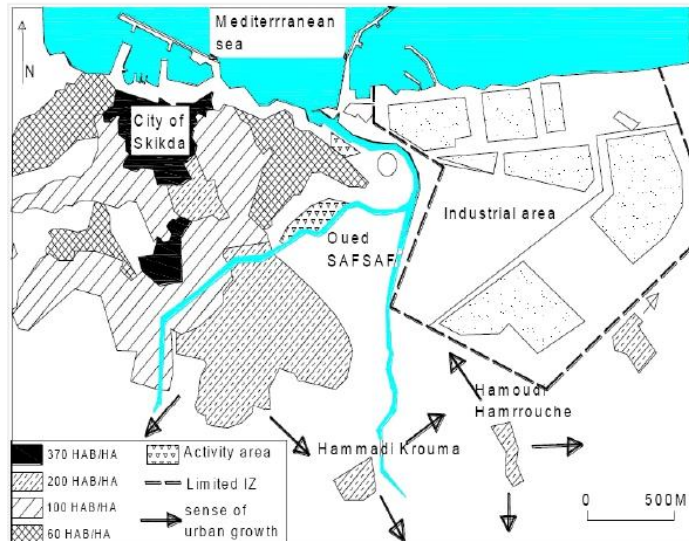 Mediterrranean
sea
N
City of
Skikda
Industrial area
Oued
SAFSAF
Hamoudi
Hamrrouche
Hammadi Krouma
370 HAB/HA
200 HAB/HA
100 HAB/HA
60 HAB/HA
Activity area
Limited IZ
sense of
urban growth
0 500M